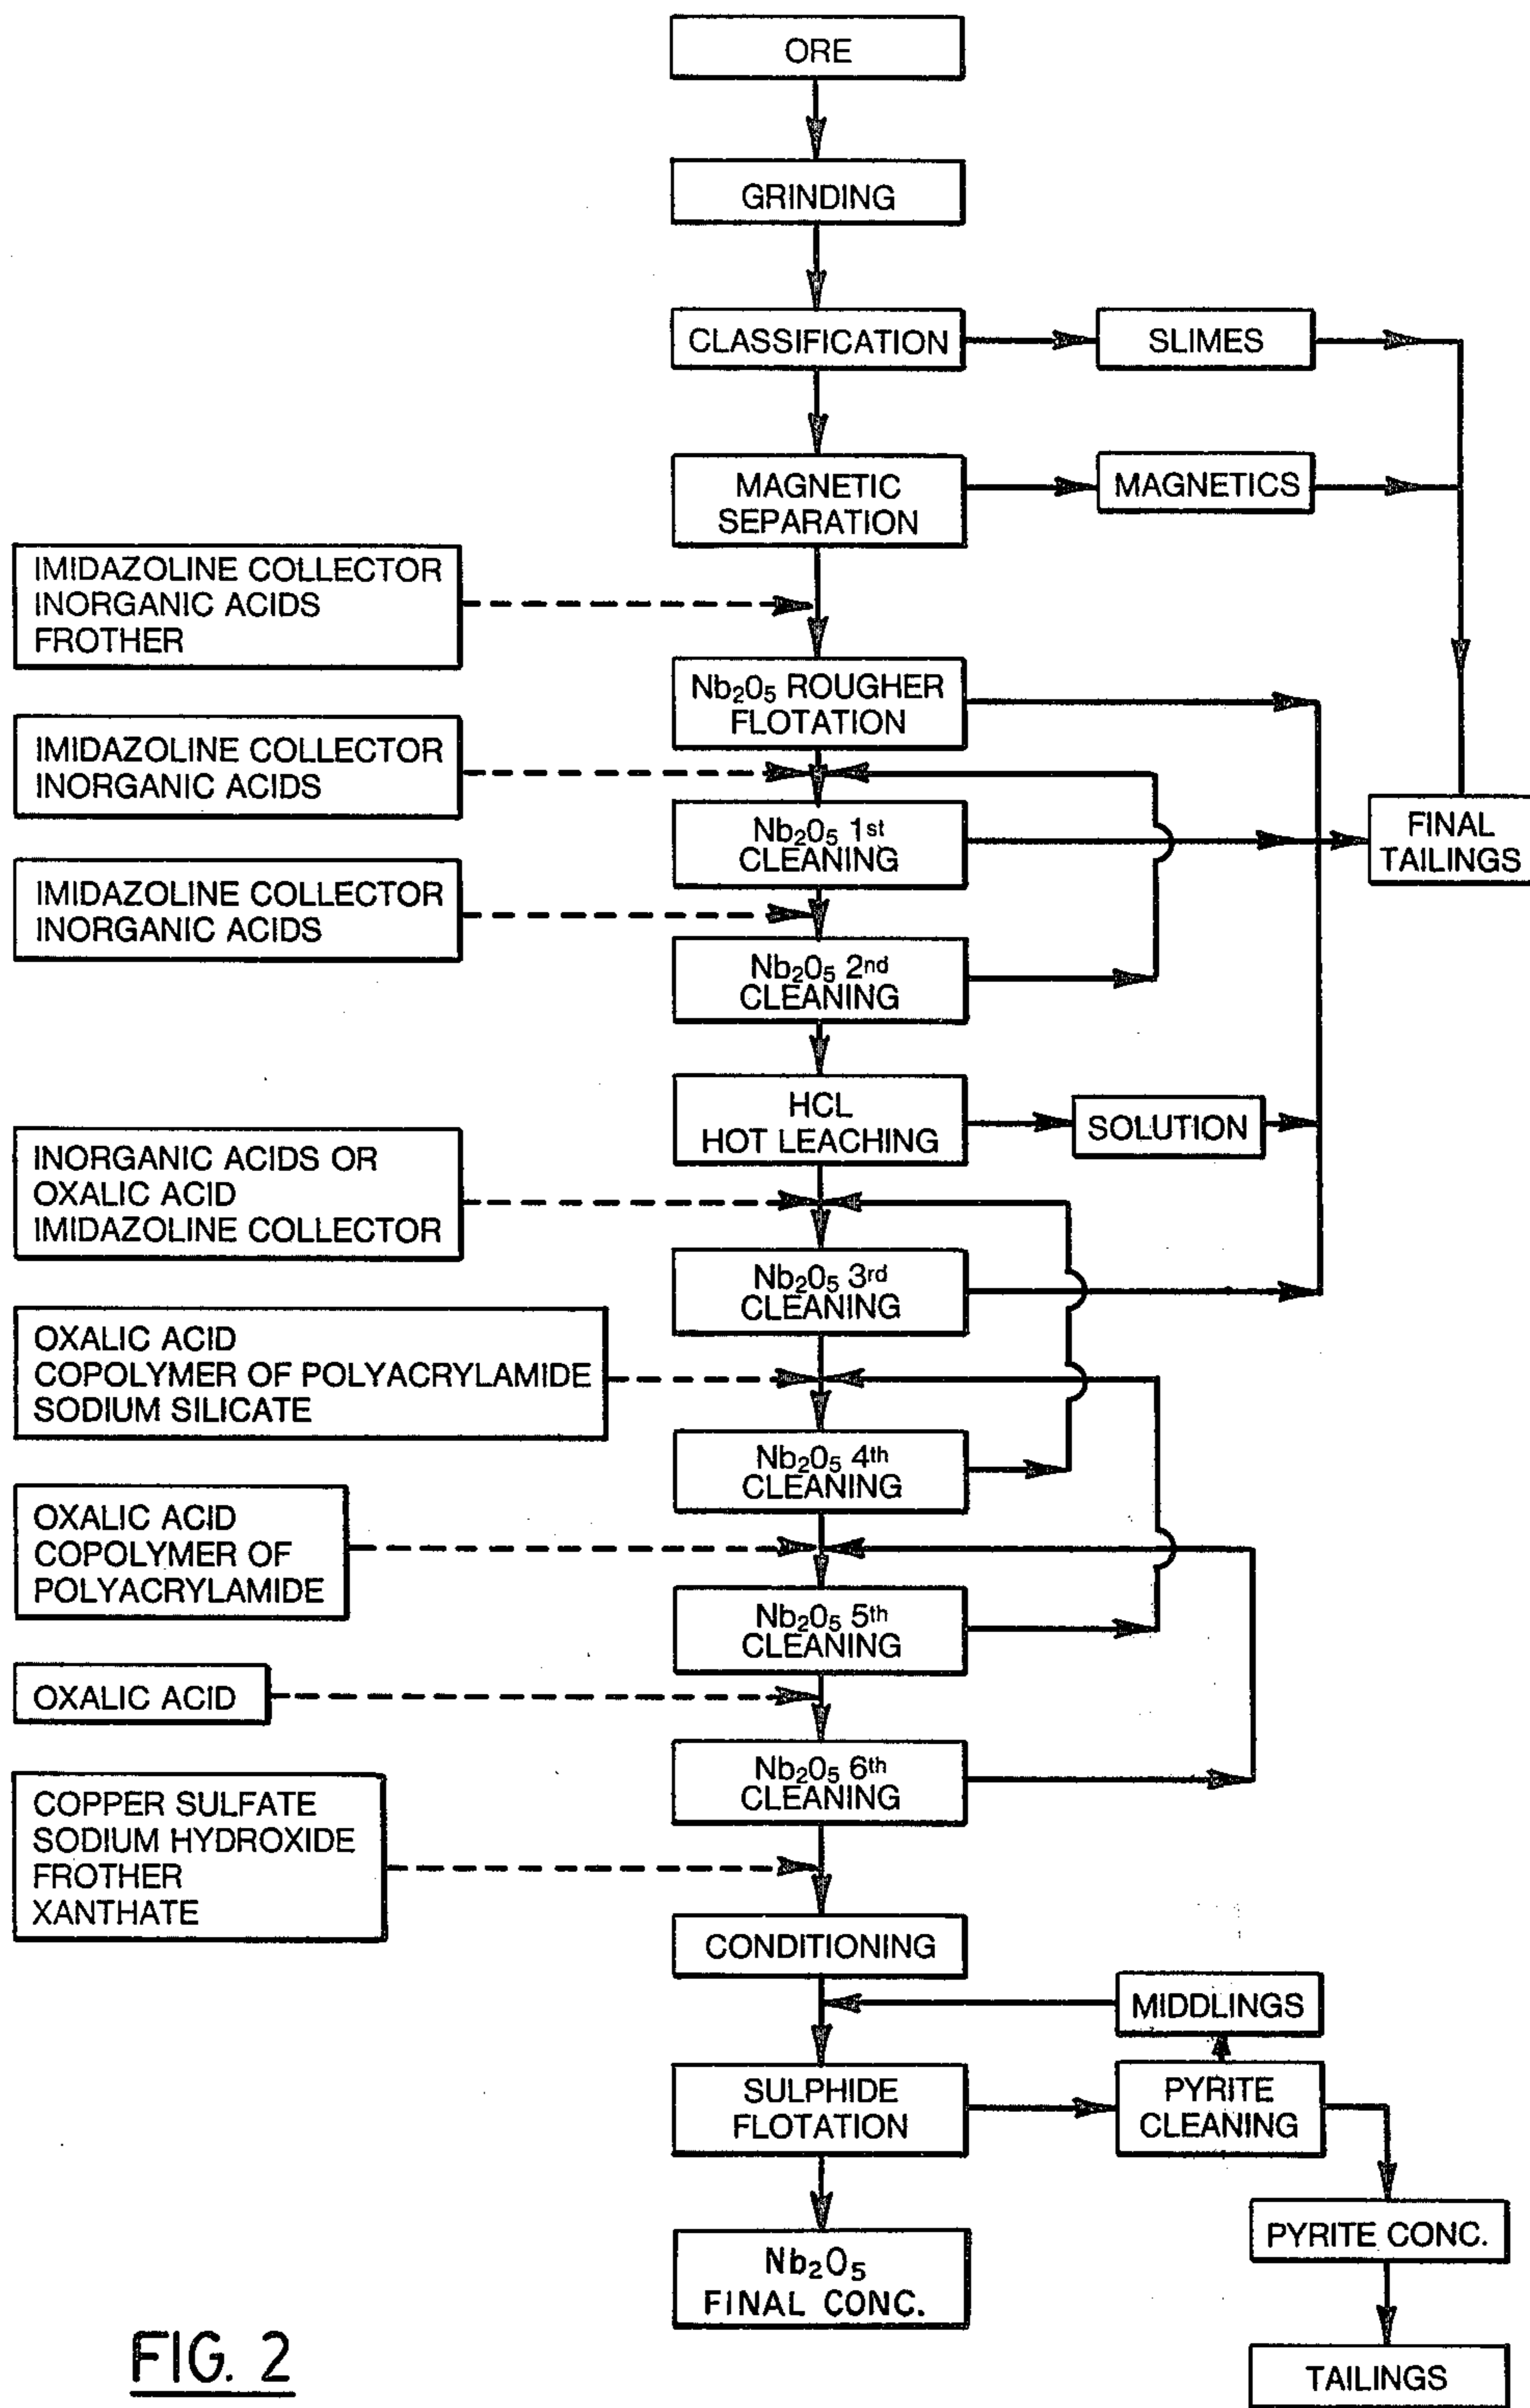 ORE
GRINDING
CLASSIFICATION
SLIMES
MAGNETIC
SEPARATION
MAGNETICS
IMIDAZOLINE COLLECTOR
INORGANIC ACIDS
FROTHER
Nb₂O₅ ROUGHER
FLOTATION
IMIDAZOLINE COLLECTOR
INORGANIC ACIDS
Nb₂O₅ 1st
CLEANING
FINAL
TAILINGS
IMIDAZOLINE COLLECTOR
INORGANIC ACIDS
Nb₂O₅ 2nd
CLEANING
HCL
HOT LEACHING
SOLUTION
INORGANIC ACIDS OR
OXALIC ACID
IMIDAZOLINE COLLECTOR
Nb₂O₅ 3rd
CLEANING
OXALIC ACID
COPOLYMER OF POLYACRYLAMIDE
SODIUM SILICATE
Nb₂O₅ 4th
CLEANING
OXALIC ACID
COPOLYMER OF
POLYACRYLAMIDE
Nb₂O₅ 5th
CLEANING
OXALIC ACID
Nb₂O₅ 6th
CLEANING
COPPER SULFATE
SODIUM HYDROXIDE
FROTHER
XANTHATE
CONDITIONING
MIDDLINGS
SULPHIDE
FLOTATION
PYRITE
CLEANING
PYRITE CONC.
Nb₂O₅
FINAL CONC.
TAILINGS
FIG. 2